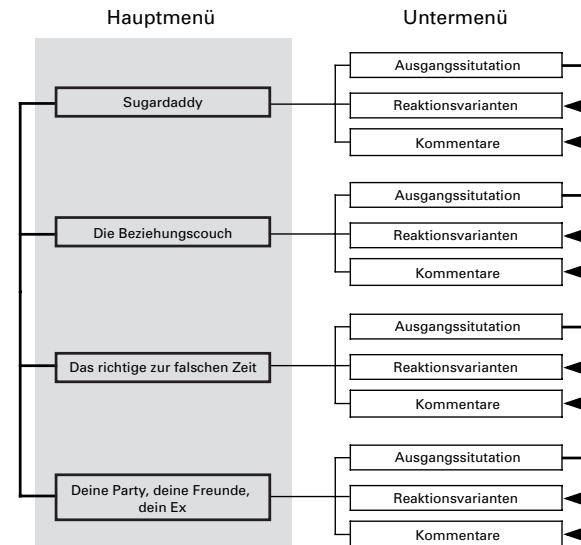 Hauptmenü
Untermenü
Sugardaddy
Ausgangssitutation
Reaktionsvarianten
Kommentare
Die Beziehungscouch
Ausgangssitutation
Reaktionsvarianten
Kommentare
Das richtige zur falschen Zeit
Ausgangssitutation
Reaktionsvarianten
Kommentare
Deine Party, deine Freunde,
dein Ex
Ausgangssitutation
Reaktionsvarianten
Kommentare